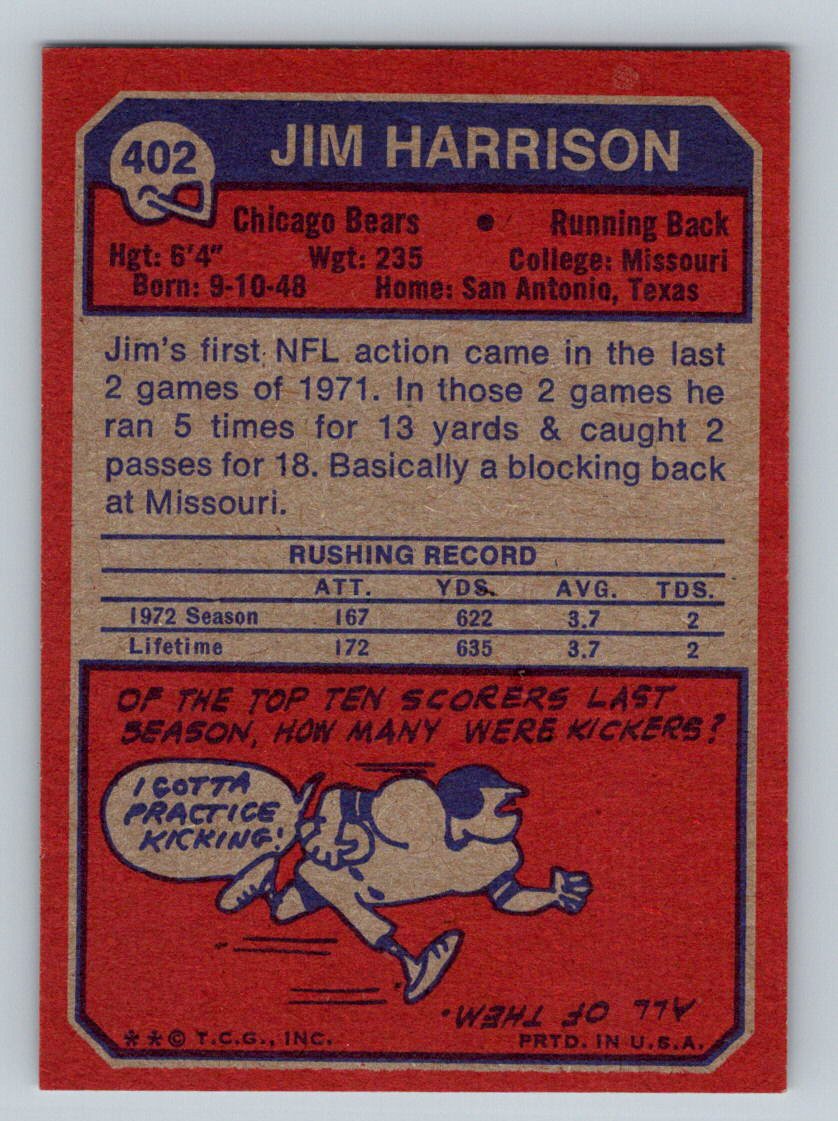 402 JIM HARRISON
Chicago Bears • Running Back
Hgt: 6'4" Wgt: 235 College: Missouri
Born: 9-10-48 Home: San Antonio, Texas
Jim's first NFL action came in the last
2 games of 1971. In those 2 games he
ran 5 times for 13 yards & caught 2
passes for 18. Basically a blocking back
at Missouri.
RUSHING RECORD
ATT. YDS. AVG. TDS.
1972 Season 167 622 3.7 2
Lifetime 172 635 3.7 2
OF THE TOP TEN SCORERS LAST
SEASON, HOW MANY WERE KICKERS?
I GOTTA
PRACTICE
KICKING!
ALL OF THEM.
* * © T.C.G., INC. PRTD. IN U.S.A.